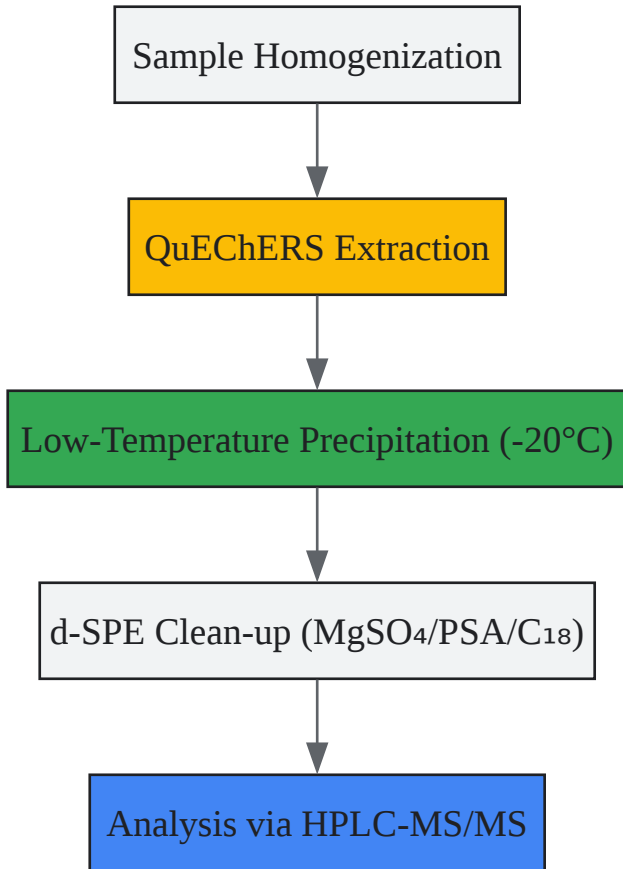 Sample Homogenization
QuEChERS Extraction
Low-Temperature Precipitation (-20°C)
d-SPE Clean-up (MgSO₄/PSA/C₁₈)
Analysis via HPLC-MS/MS